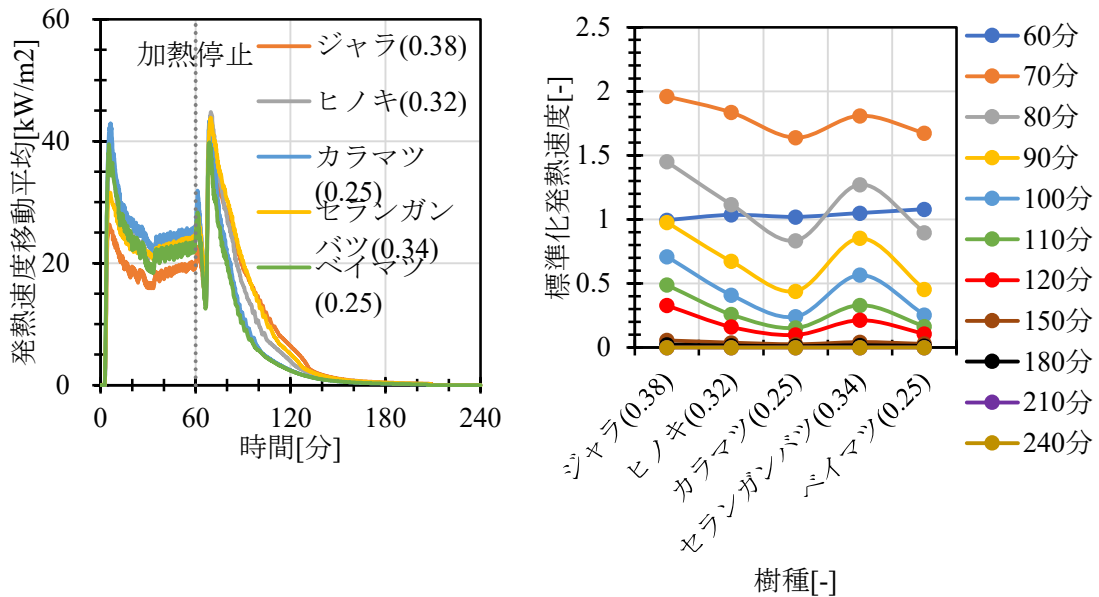 発熱速度移動平均[kW/m2]
60
40
20
0
加熱停止
ジャラ(0.38)
ヒノキ(0.32)
カラマツ
(0.25)
セランガン
バツ(0.34)
ベイマツ
(0.25)
0
60
120
180
240
時間[分]
標準化発熱速度[-]
2.5
2
1.5
1
0.5
0
ジャラ(0.38)
ヒノキ(0.32)
カラマツ(0.25)
セランガンバツ(0.34)
ベイマツ(0.25)
樹種[-]
60分
70分
80分
90分
100分
110分
120分
150分
180分
210分
240分